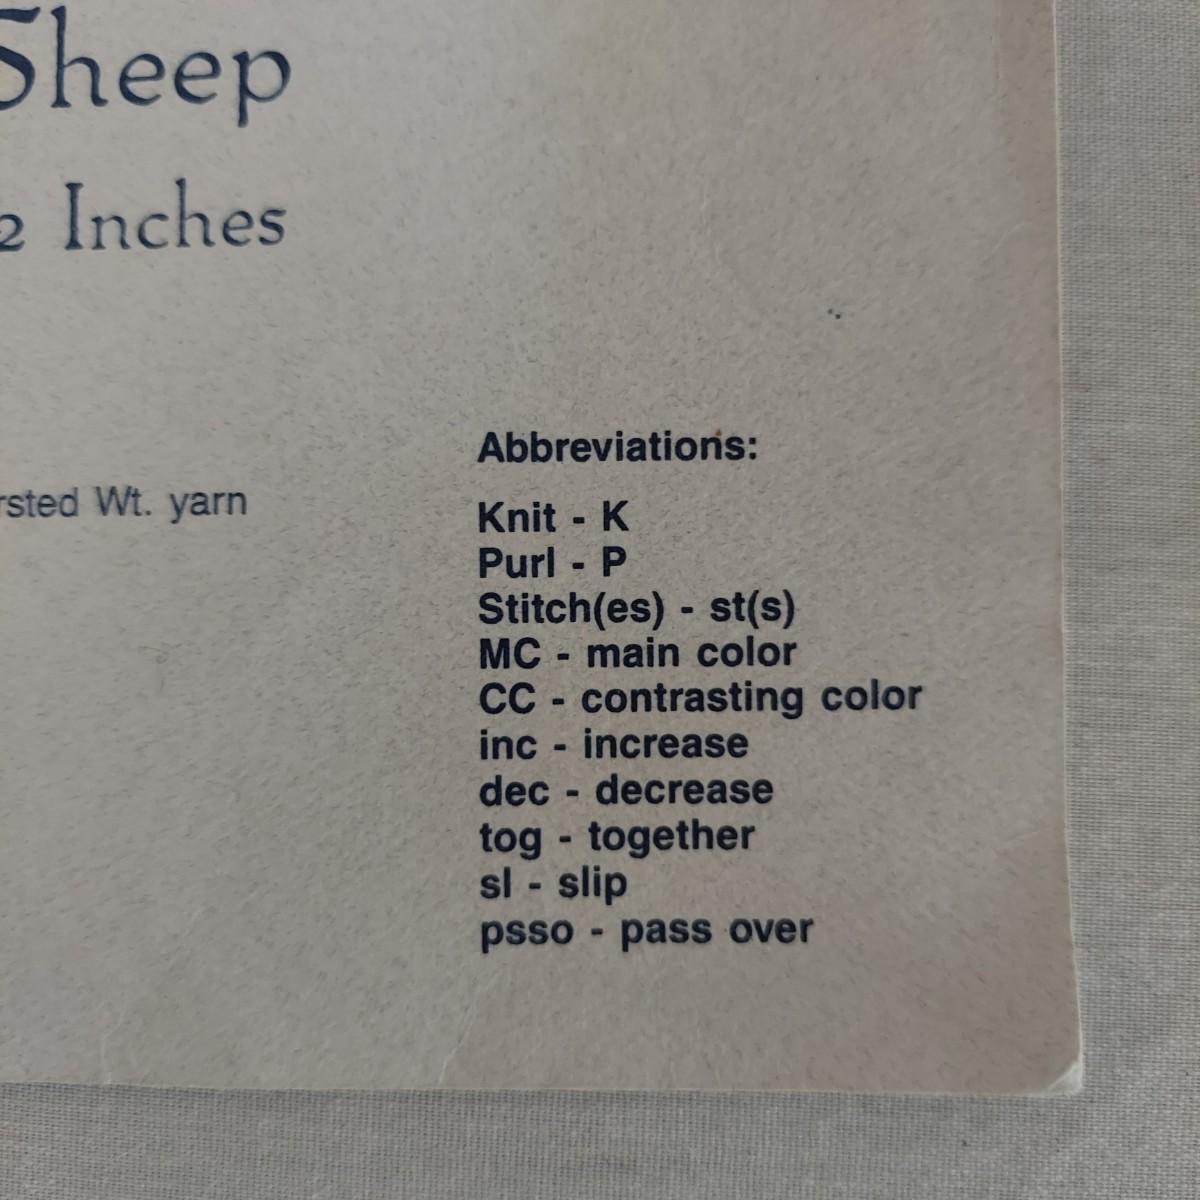 Sheep
2 Inches
Wt. yarn
Abbreviations:
Knit - K
Purl - P
Stitch(es) - st(s)
MC - main color
CC - contrasting color
inc - increase
dec - decrease
tog - together
sl - slip
psso - pass over